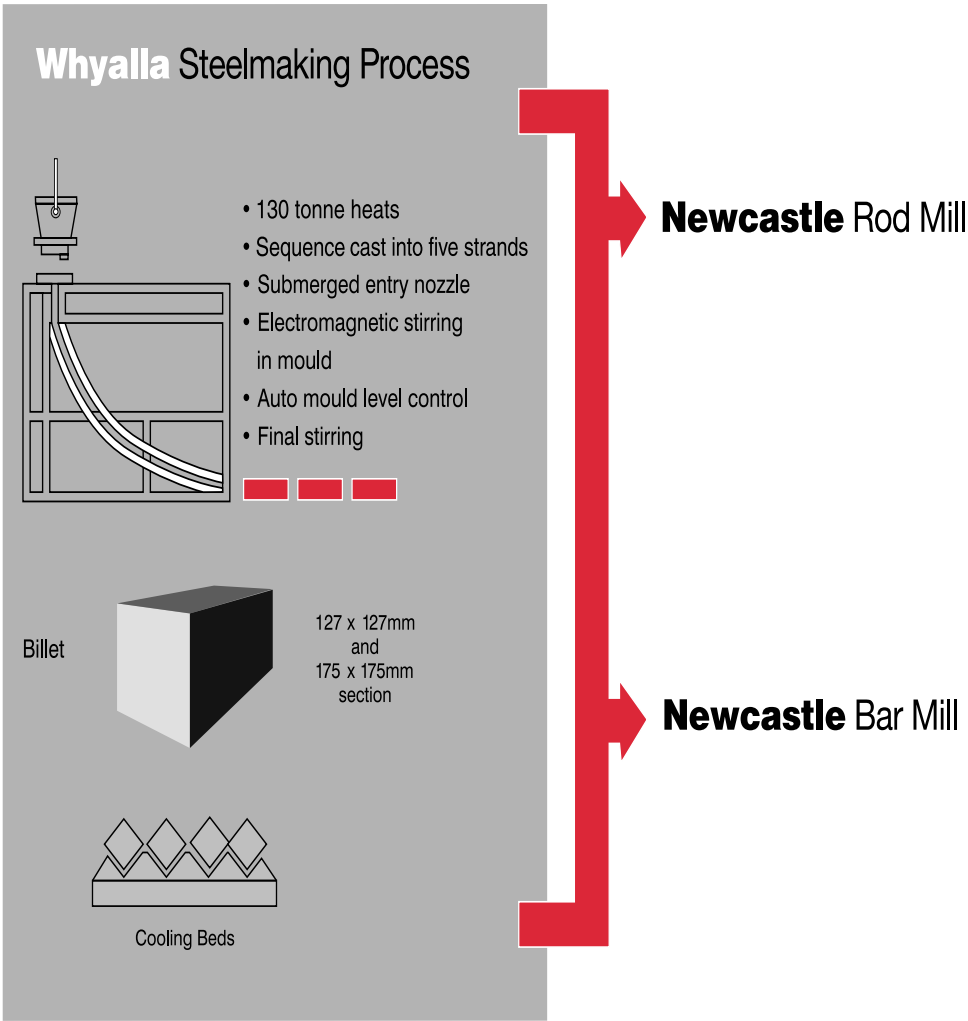 Whyalla Steelmaking Process
• 130 tonne heats
• Sequence cast into five strands
• Submerged entry nozzle
• Electromagnetic stirring
in mould
• Auto mould level control
• Final stirring
Billet
127 x 127mm
and
175 x 175mm
section
Cooling Beds
Newcastle Rod Mill
Newcastle Bar Mill